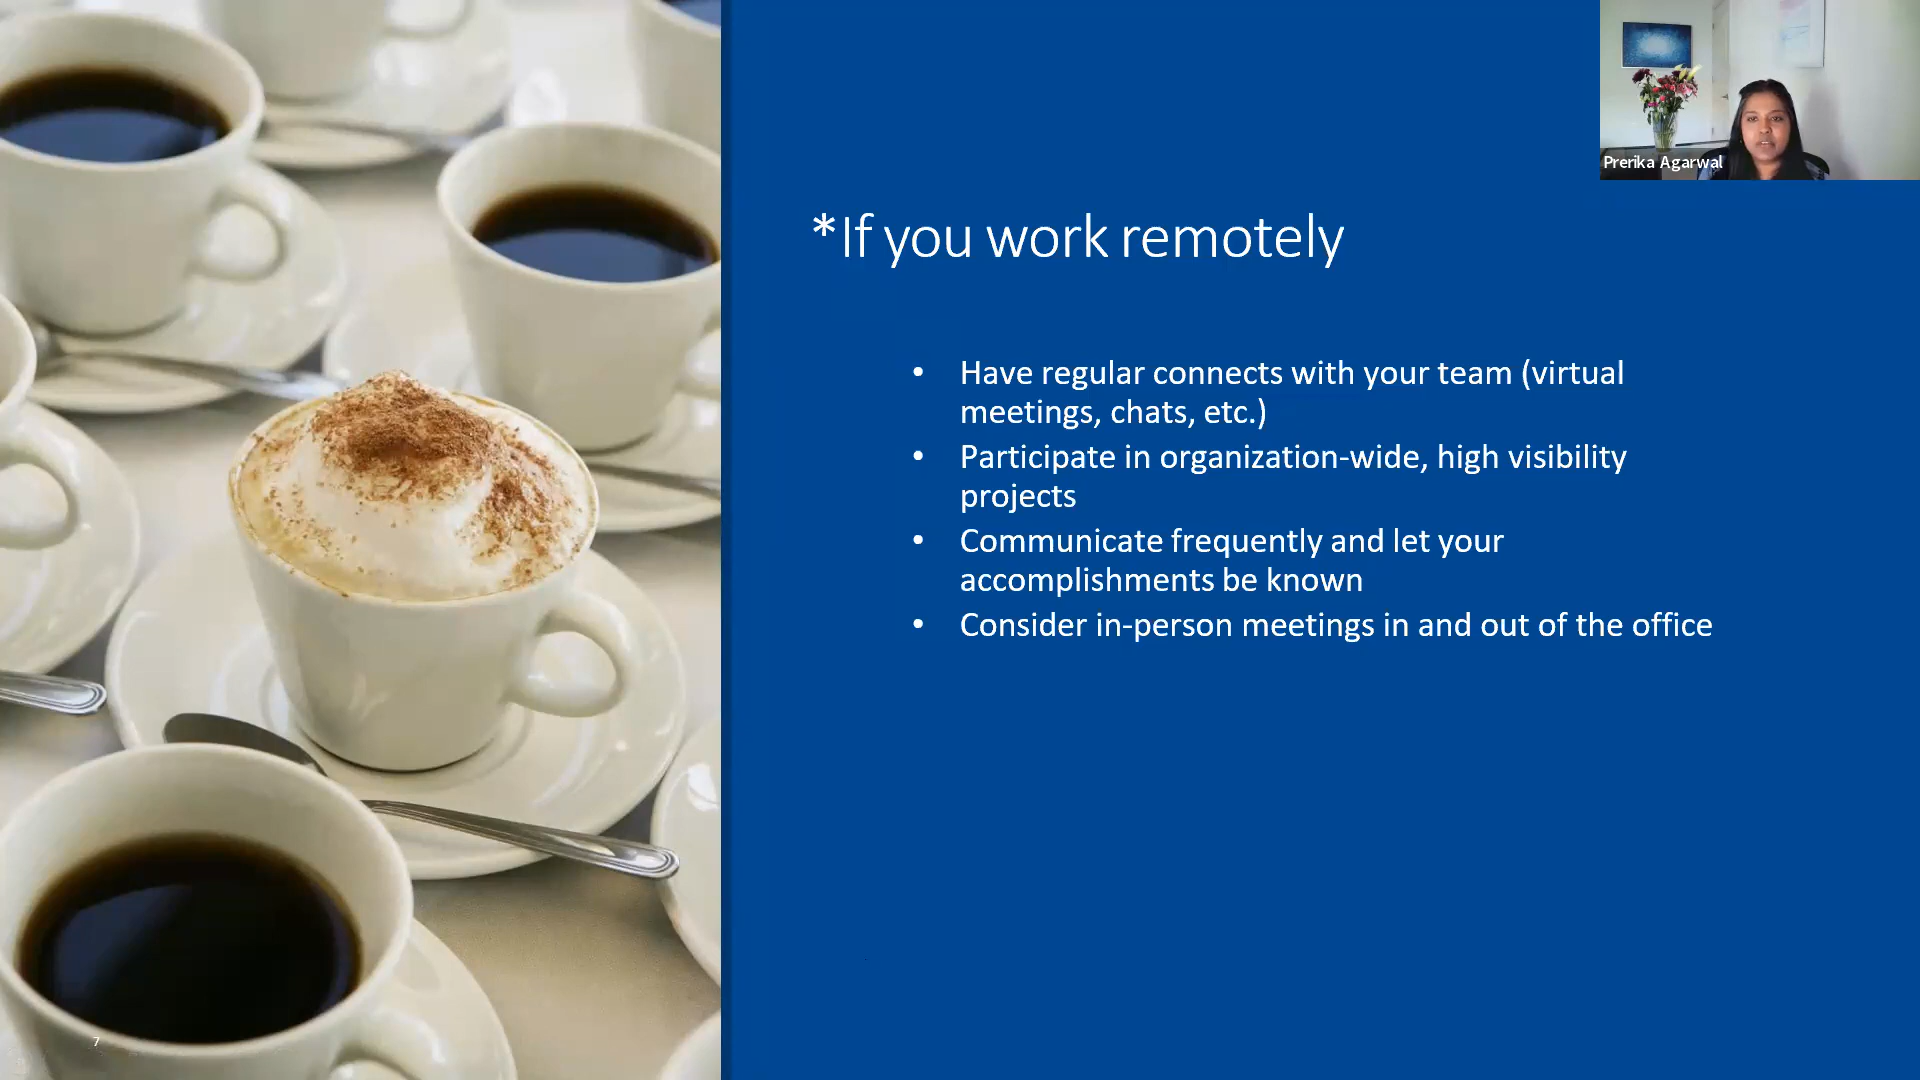 Prerika Agarwal
*If you work remotely
• Have regular connects with your team (virtual
meetings, chats, etc.)
• Participate in organization-wide, high visibility
projects
• Communicate frequently and let your
accomplishments be known
• Consider in-person meetings in and out of the office
7